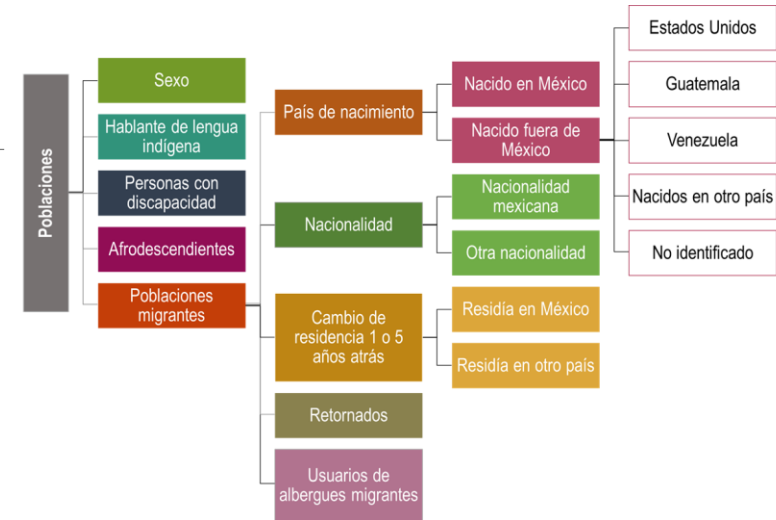 Poblaciones
Sexo
Hablante de lengua
indígena
Personas con
discapacidad
Afrodescendientes
Poblaciones
migrantes
País de nacimiento
Nacionalidad
Cambio de
residencia 1 o 5
años atrás
Retornados
Usuarios de
albergues migrantes
Nacido en México
Nacido fuera de
México
Nacionalidad
mexicana
Otra nacionalidad
Residía en México
Residía en otro país
Estados Unidos
Guatemala
Venezuela
Nacidos en otro país
No identificado